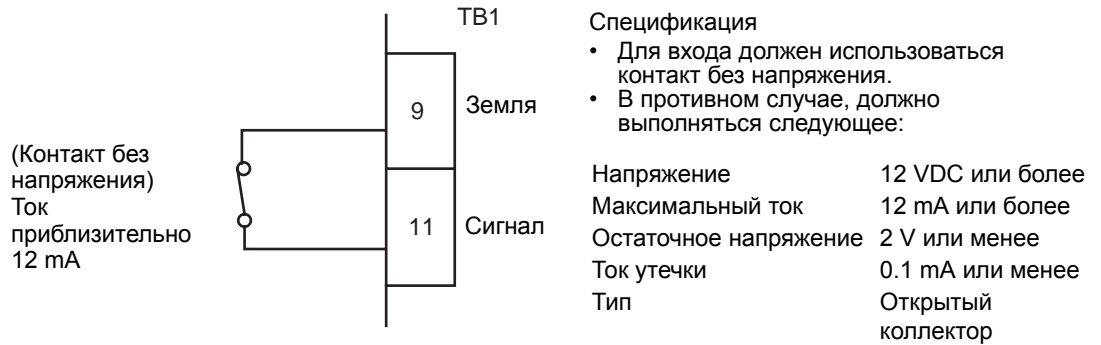 TB1
9
Земля
11
Сигнал
(Контакт без
напряжения)
Ток
приблизительно
12 mA
Спецификация
• Для входа должен использоваться
контакт без напряжения.
• В противном случае, должно
выполняться следующее:
Напряжение 12 VDC или более
Максимальный ток 12 mA или более
Остаточное напряжение 2 V или менее
Ток утечки 0.1 mA или менее
Тип Открытый
коллектор